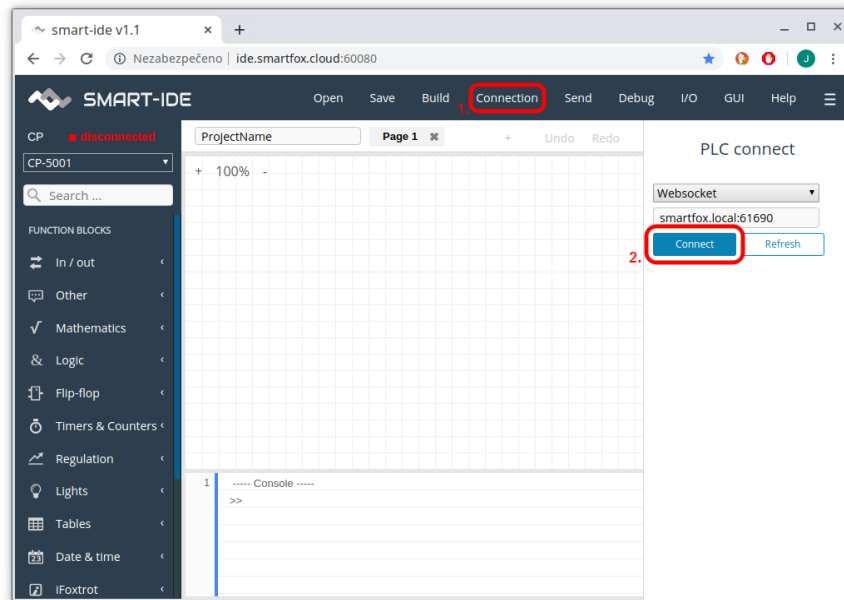 smart-ide v1.1
Nezabezpečeno | ide.smartfox.cloud:60080
J
SMART-IDE
Open Save Build Connection Send Debug I/O GUI Help
1.
CP disconnected
CP-5001
Search ...
FUNCTION BLOCKS
In / out
Other
Mathematics
& Logic
Flip-flop
Timers & Counters
Regulation
Lights
Tables
23 Date & time
iFoxtrot
ProjectName
Page 1
+ Undo Redo
+ 100% -
1 ----- Console -----
>>
PLC connect
Websocket
smartfox.local:61690
2.
Connect Refresh